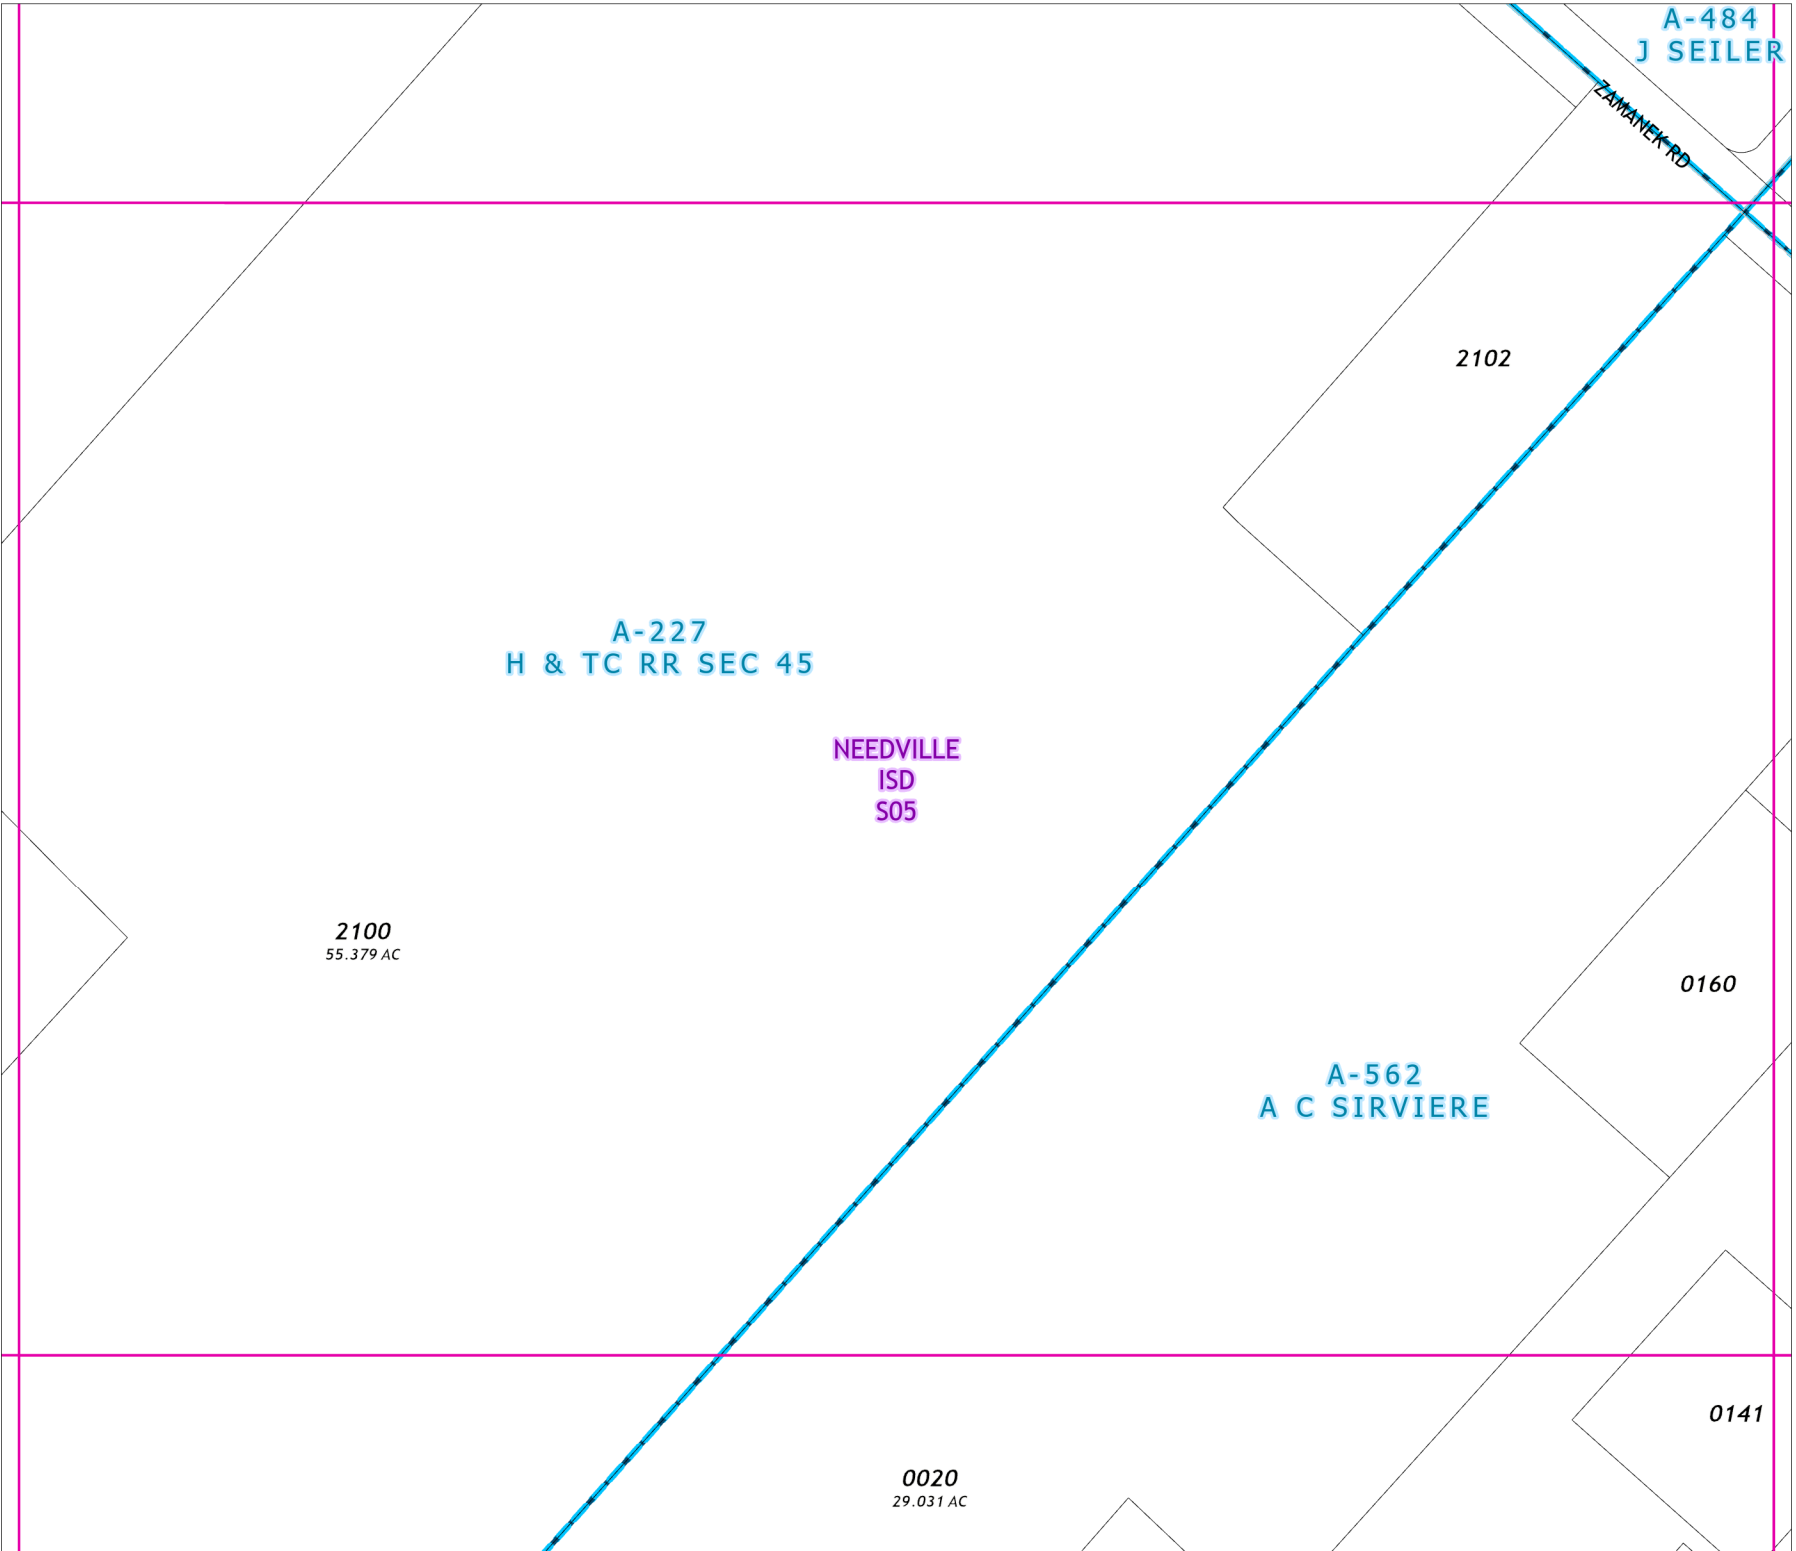 A-484
J SEILER
ZAMANEK RD
2102
A-227
H & TC RR SEC 45
NEEDVILLE
ISD
S05
2100
55.379 AC
0160
A-562
A C SIRVIERE
0141
0020
29.031 AC